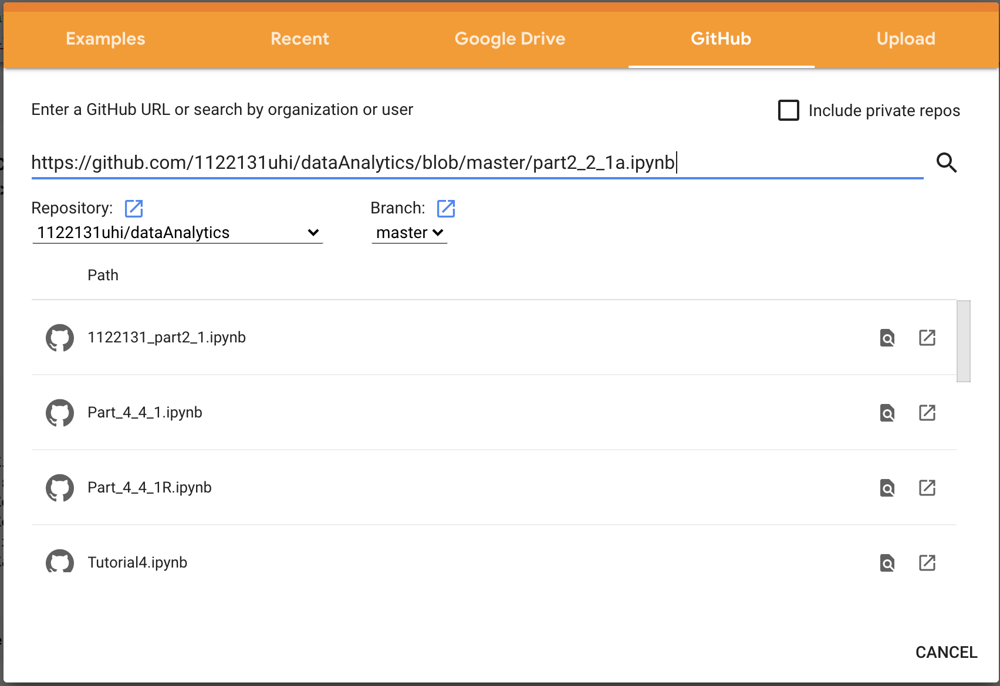 Examples Recent Google Drive GitHub Upload
Enter a GitHub URL or search by organization or user
Include private repos
https://github.com/1122131uhi/dataAnalytics/blob/master/part2_2_1a.ipynb
Repository: Branch:
1122131uhi/dataAnalytics master
Path
1122131_part2_1.ipynb
Part_4_4_1.ipynb
Part_4_4_1R.ipynb
Tutorial4.ipynb
CANCEL